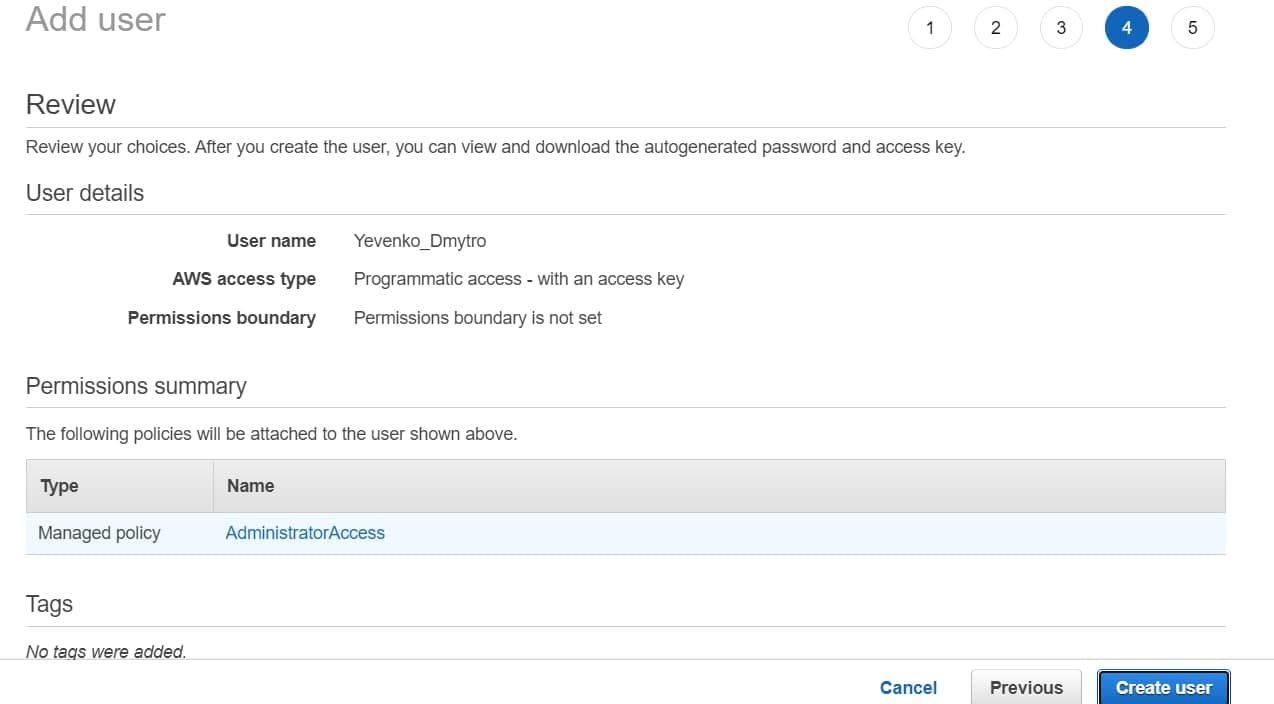 Add user
1 2 3 4 5
Review
Review your choices. After you create the user, you can view and download the autogenerated password and access key.
User details
User name Yevenko_Dmytro
AWS access type Programmatic access - with an access key
Permissions boundary Permissions boundary is not set
Permissions summary
The following policies will be attached to the user shown above.
Type Name
Managed policy AdministratorAccess
Tags
No tags were added.
Cancel Previous Create user